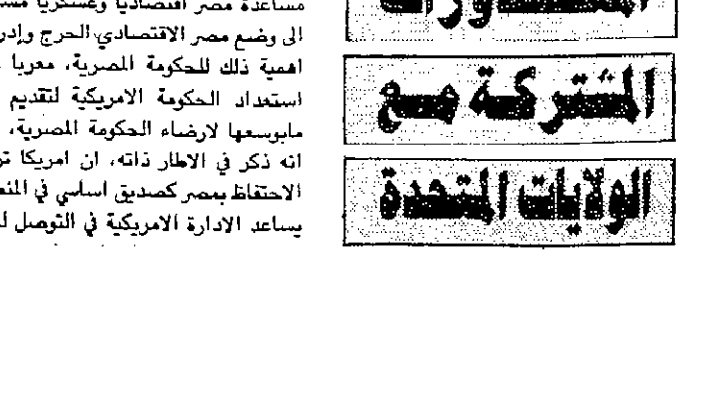 المشتركة مع
الولايات المتحدة
مساعدة مصر اقتصاديا وعسكريا
الى وضع مصر الاقتصادي الحرج
اهمية ذلك للحكومة المصرية، معربا
استعداد الحكومة الامريكية لتقديم
مابوسعها لارضاء الحكومة المصرية،
انه ذكر في الاطار ذاته، ان امريكا
الاحتفاظ بمصر كصديق اساسي في
يساعد الادارة الامريكية في التوصل